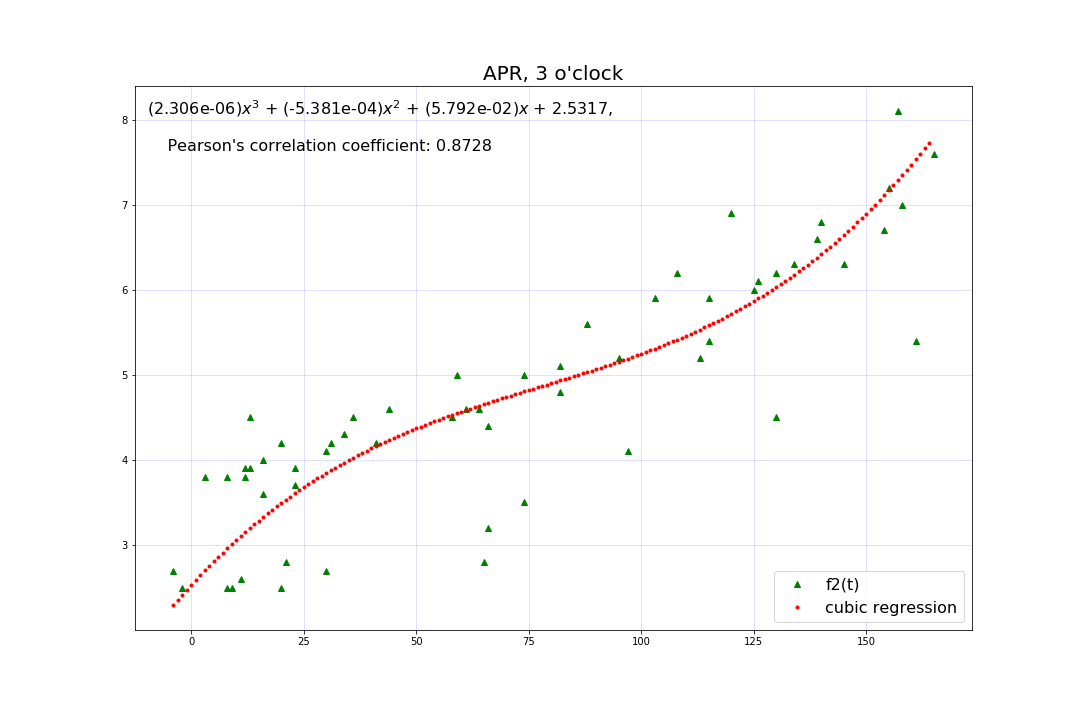 APR, 3 o'clock
(2.306e-06)x³ + (-5.381e-04)x² + (5.792e-02)x + 2.5317,
Pearson's correlation coefficient: 0.8728
8
7
6
5
4
3
f2(t)
cubic regression
0 25 50 75 100 125 150